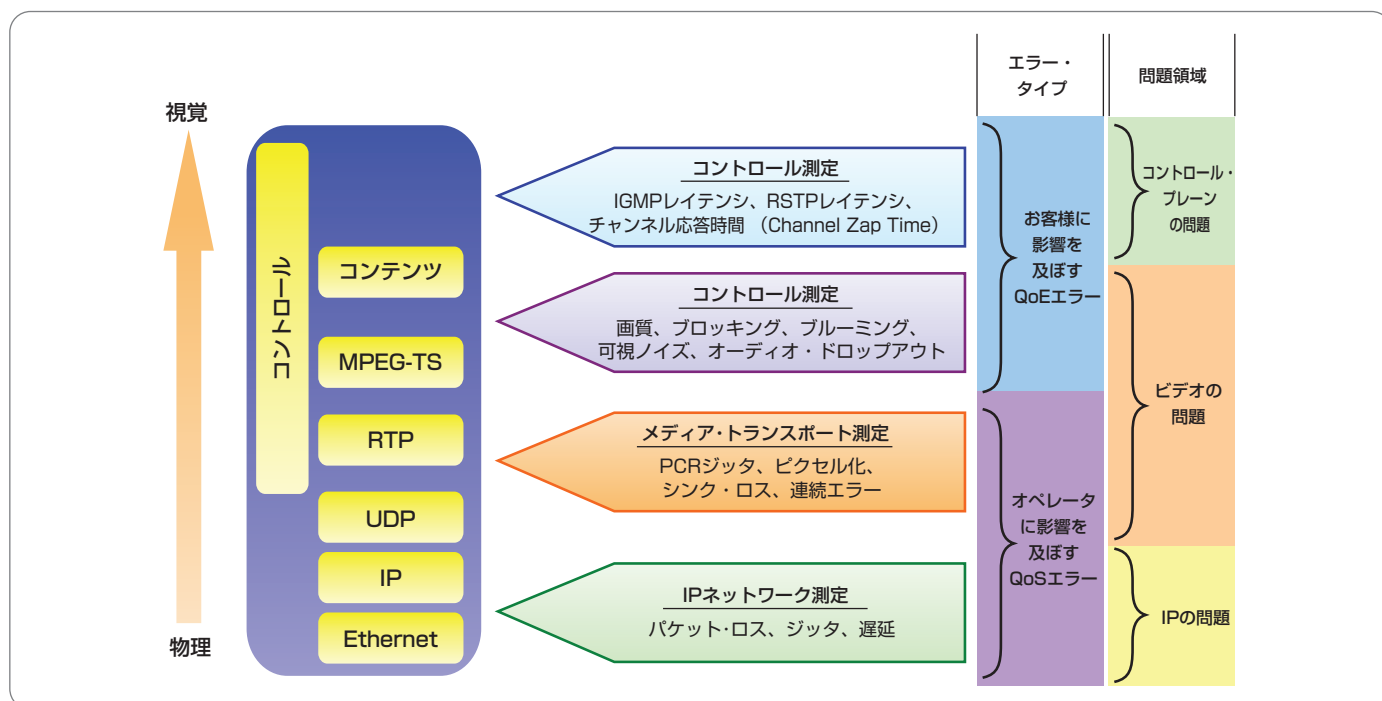 エラー・
タイプ
問題領域
視覚
物理
コントロール
コンテンツ
MPEG-TS
RTP
UDP
IP
Ethernet
コントロール測定
IGMPレイテンシ、RSTPレイテンシ、
チャンネル応答時間 （Channel Zap Time）
コントロール測定
画質、ブロッキング、ブルーミング、
可視ノイズ、オーディオ・ドロップアウト
メディア・トランスポート測定
PCRジッタ、ピクセル化、
シンク・ロス、連続エラー
IPネットワーク測定
パケット・ロス、ジッタ、遅延
お客様に
影響を
及ぼす
QoEエラー
オペレータ
に影響を
及ぼす
QoSエラー
コントロール・
プレーン
の問題
ビデオの
問題
IPの問題